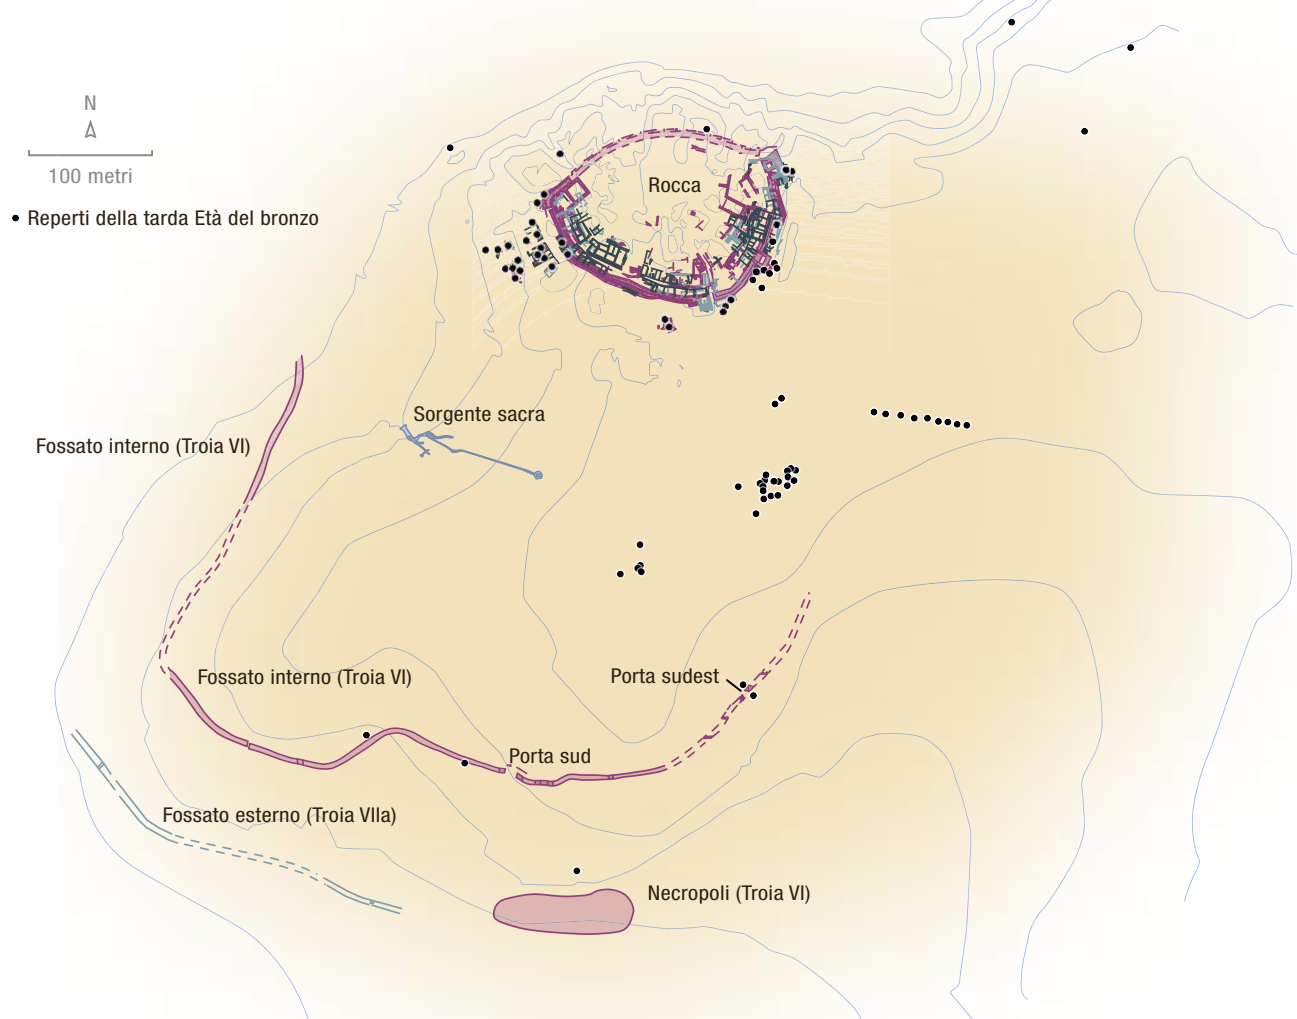 N
100 metri
Reperti della tarda Età del bronzo
Rocca
Sorgente sacra
Fossato interno (Troia VI)
Fossato interno (Troia VI)
Porta sudest
Porta sud
Fossato esterno (Troia VIIa)
Necropoli (Troia VI)